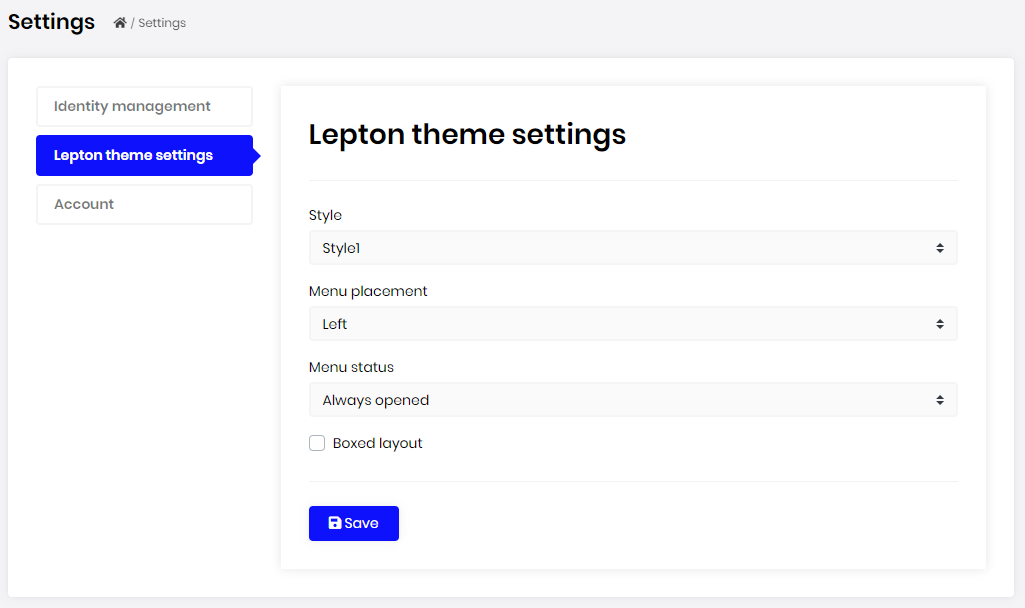 Settings
/ Settings
Identity management
Lepton theme settings
Account
Lepton theme settings
Style
Style1
Menu placement
Left
Menu status
Always opened
Boxed layout
Save